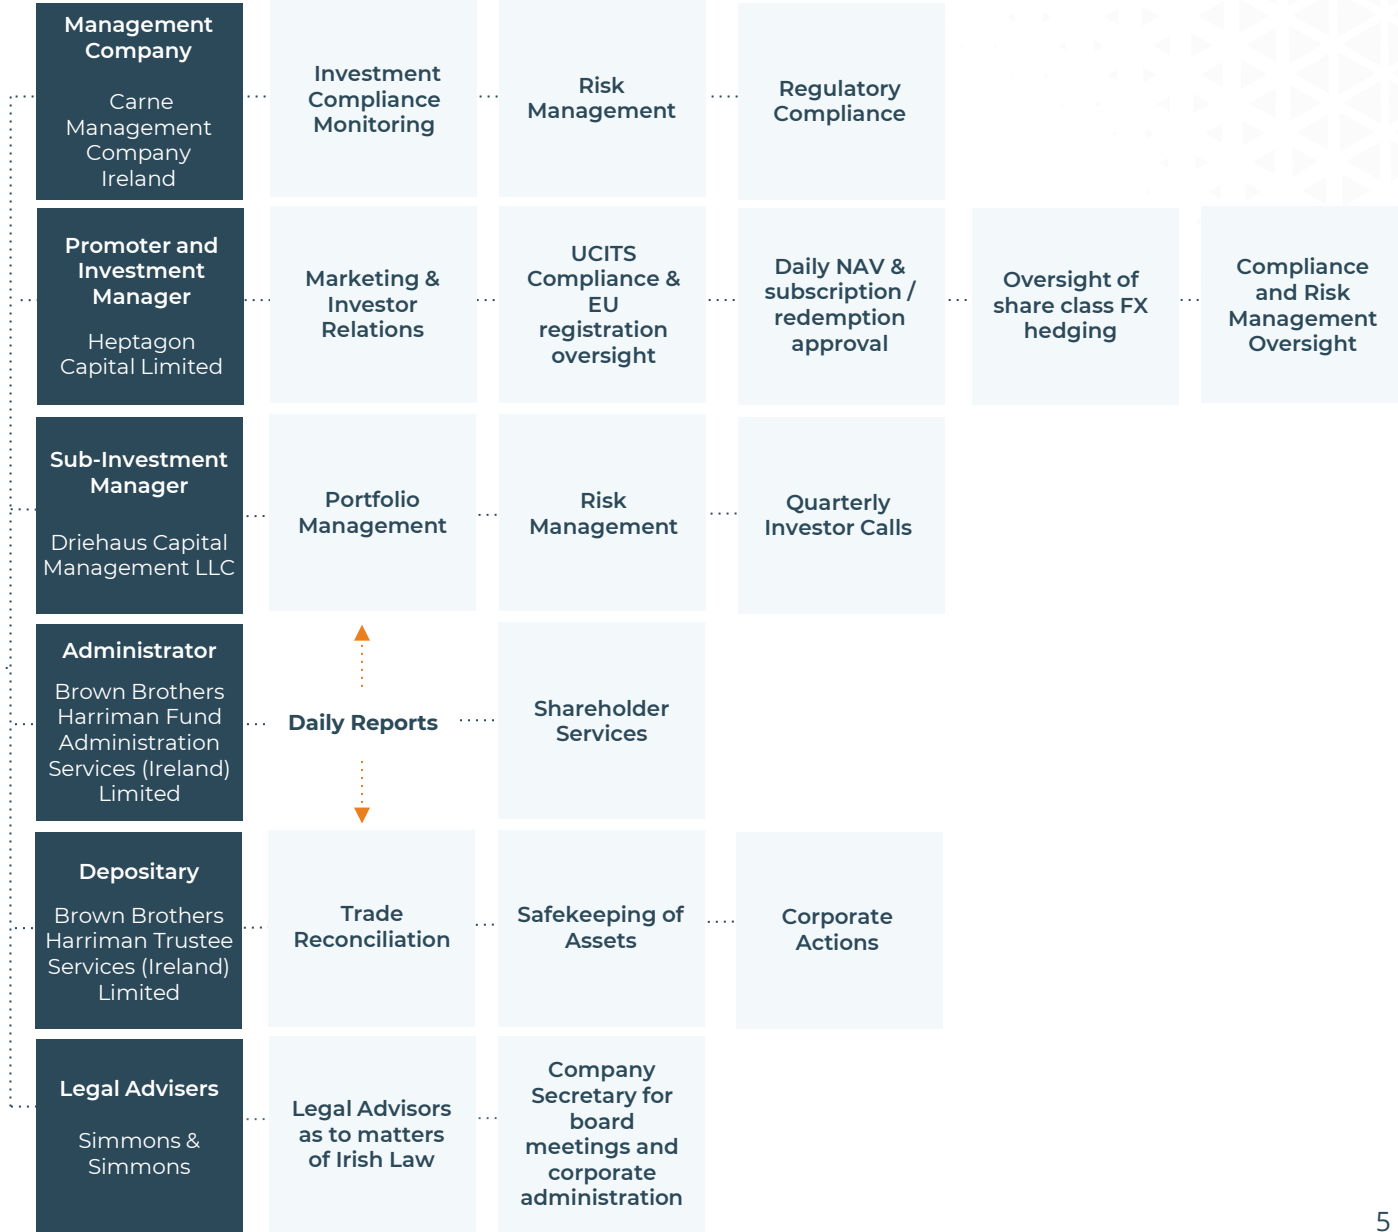 Management
Company
Carne
Management
Company
Ireland
Investment
Compliance
Monitoring
Risk
Management
Regulatory
Compliance
Promoter and
Investment
Manager
Heptagon
Capital Limited
Marketing &
Investor
Relations
UCITS
Compliance &
EU
registration
oversight
Daily NAV &
subscription /
redemption
approval
Oversight of
share class FX
hedging
Compliance
and Risk
Management
Oversight
Sub-Investment
Manager
Driehaus Capital
Management LLC
Portfolio
Management
Risk
Management
Quarterly
Investor Calls
Administrator
Brown Brothers
Harriman Fund
Administration
Services (Ireland)
Limited
Daily Reports
Shareholder
Services
Depositary
Brown Brothers
Harriman Trustee
Services (Ireland)
Limited
Trade
Reconciliation
Safekeeping of
Assets
Corporate
Actions
Legal Advisers
Simmons &
Simmons
Legal Advisors
as to matters
of Irish Law
Company
Secretary for
board
meetings and
corporate
administration
5